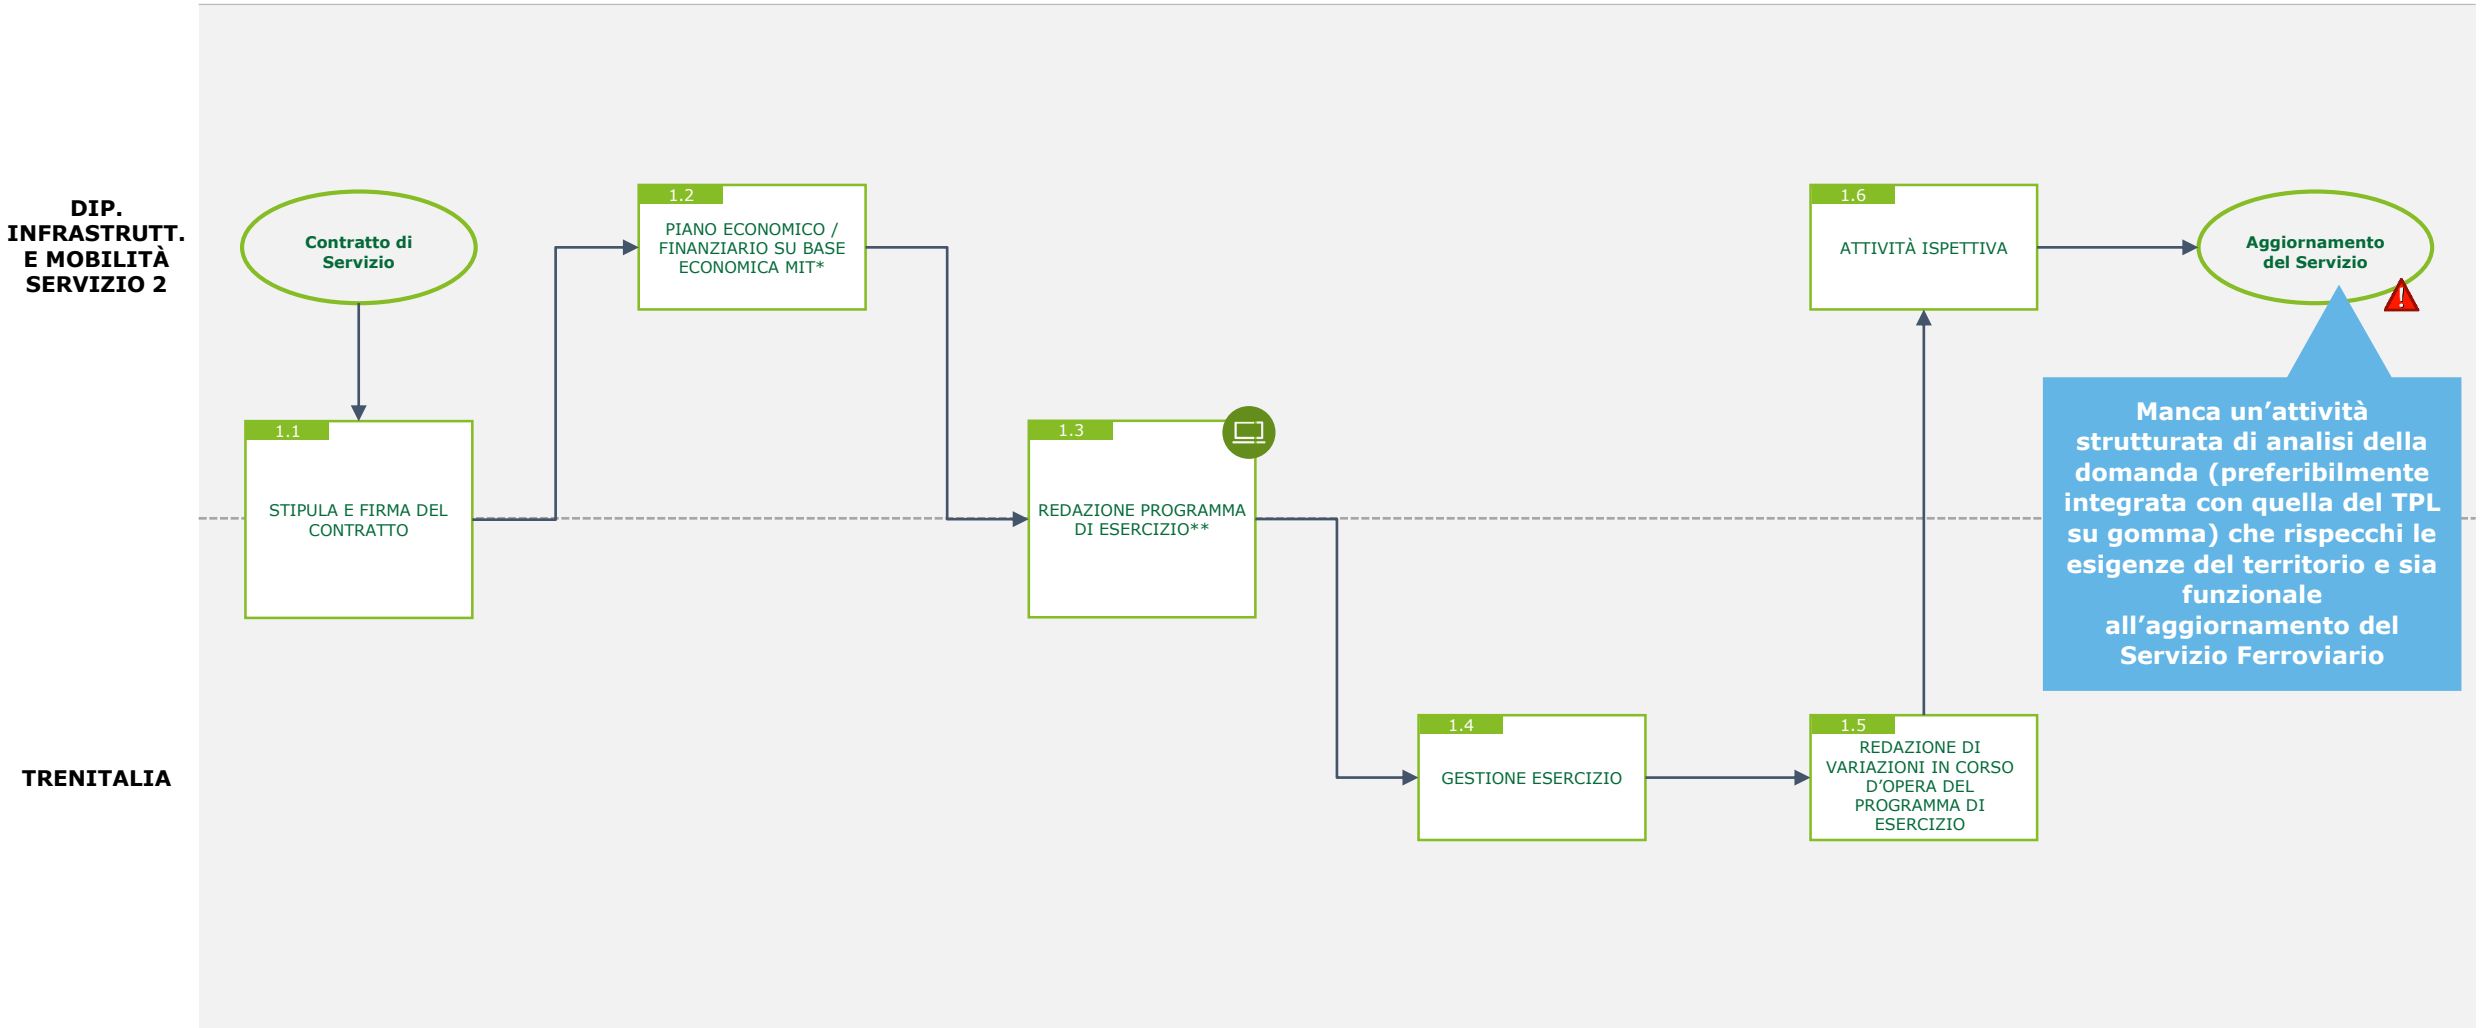 DIP.
INFRASTRUTT.
E MOBILITÀ
SERVIZIO 2
Contratto di
Servizio
1.1
STIPULA E FIRMA DEL
CONTRATTO
1.2
PIANO ECONOMICO /
FINANZIARIO SU BASE
ECONOMICA MIT*
1.3
REDAZIONE PROGRAMMA
DI ESERCIZIO**
TRENITALIA
1.4
GESTIONE ESERCIZIO
1.5
REDAZIONE DI
VARIAZIONI IN CORSO
D’OPERA DEL
PROGRAMMA DI
ESERCIZIO
1.6
ATTIVITÀ ISPETTIVA
Aggiornamento
del Servizio
!
Manca un’attività
strutturata di analisi della
domanda (preferibilmente
integrata con quella del TPL
su gomma) che rispecchi le
esigenze del territorio e sia
funzionale
all’aggiornamento del
Servizio Ferroviario